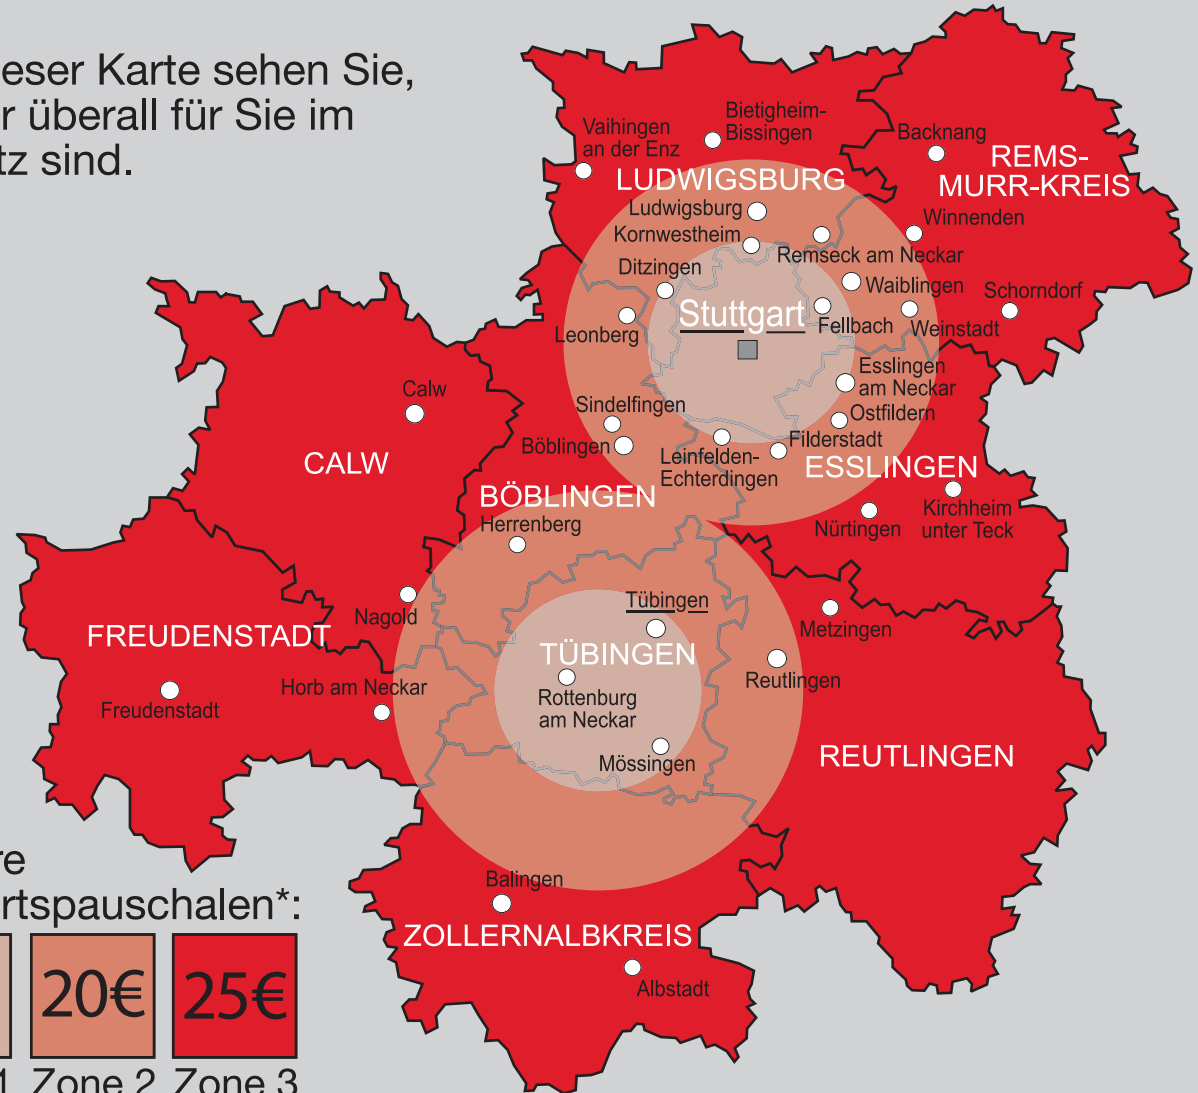 eser Karte sehen Sie,
r überall für Sie im
tz sind.
Bietigheim-
Bissingen
Vaihingen
an der Enz
Backnang
REMS-
MURR-KREIS
LUDWIGSBURG
Ludwigsburg
Winnenden
Kornwestheim
Remseck am Neckar
Ditzingen
Waiblingen
Schorndorf
Stuttgart
Fellbach
Weinstadt
Leonberg
Esslingen
am Neckar
Calw
Sindelfingen
Ostfildern
Böblingen
Filderstadt
Leinfelden-
Echterdingen
CALW
ESSLINGEN
BÖBLINGEN
Herrenberg
Kirchheim
unter Teck
Nürtingen
Tübingen
Nagold
Metzingen
FREUDENSTADT
TÜBINGEN
Reutlingen
Horb am Neckar
Rottenburg
am Neckar
Freudenstadt
Mössingen
REUTLINGEN
re
rtspauschalen*:
Balingen
ZOLLERNALBKREIS
Albstadt
20€ 25€
1 Zone 2 Zone 3